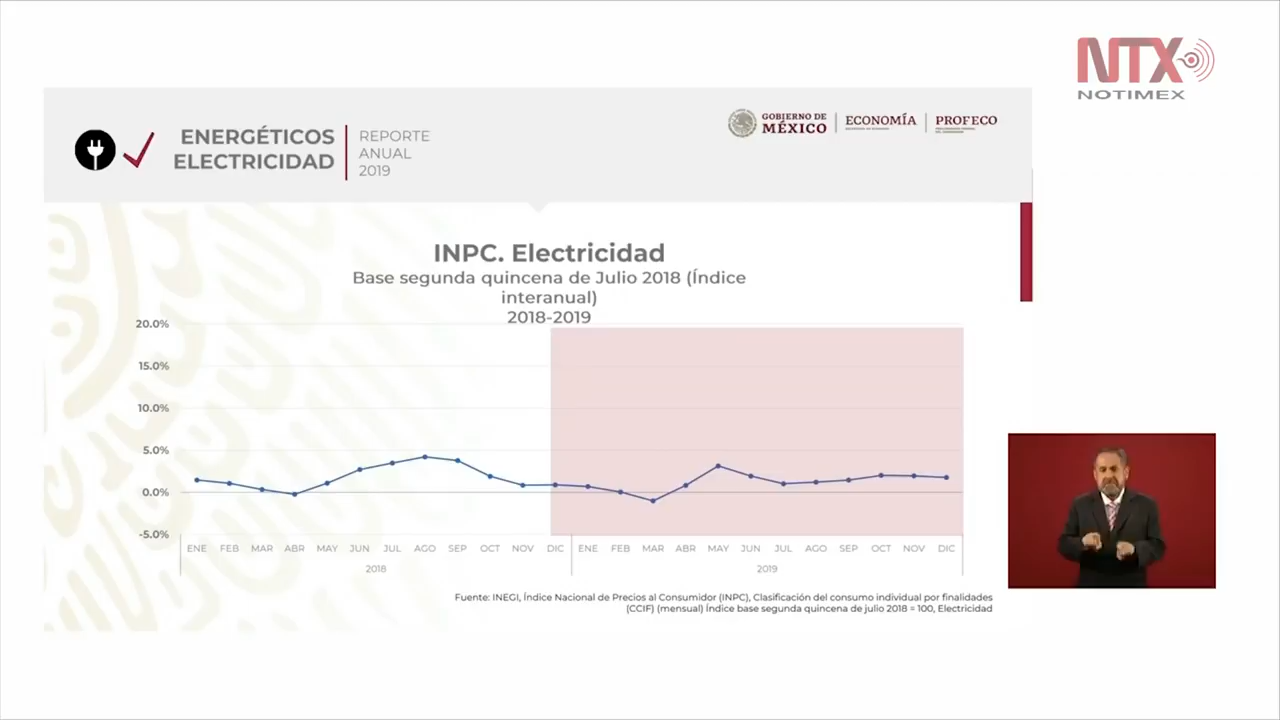 NTX
NOTIMEX
ENERGÉTICOS
ELECTRICIDAD
REPORTE
ANUAL
2019
GOBIERNO DE
MÉXICO
ECONOMÍA
PROFECO
INPC. Electricidad
Base segunda quincena de Julio 2018 (Índice
interanual)
2018-2019
20.0%
15.0%
10.0%
5.0%
0.0%
-5.0%
ENE FEB MAR ABR MAY JUN JUL AGO SEP OCT NOV DIC ENE FEB MAR ABR MAY JUN JUL AGO SEP OCT NOV DIC
2018 2019
Fuente: INEGI, Índice Nacional de Precios al Consumidor (INPC), Clasificación del consumo individual por finalidades
(CCIF) (mensual) Índice base segunda quincena de julio 2018 = 100, Electricidad